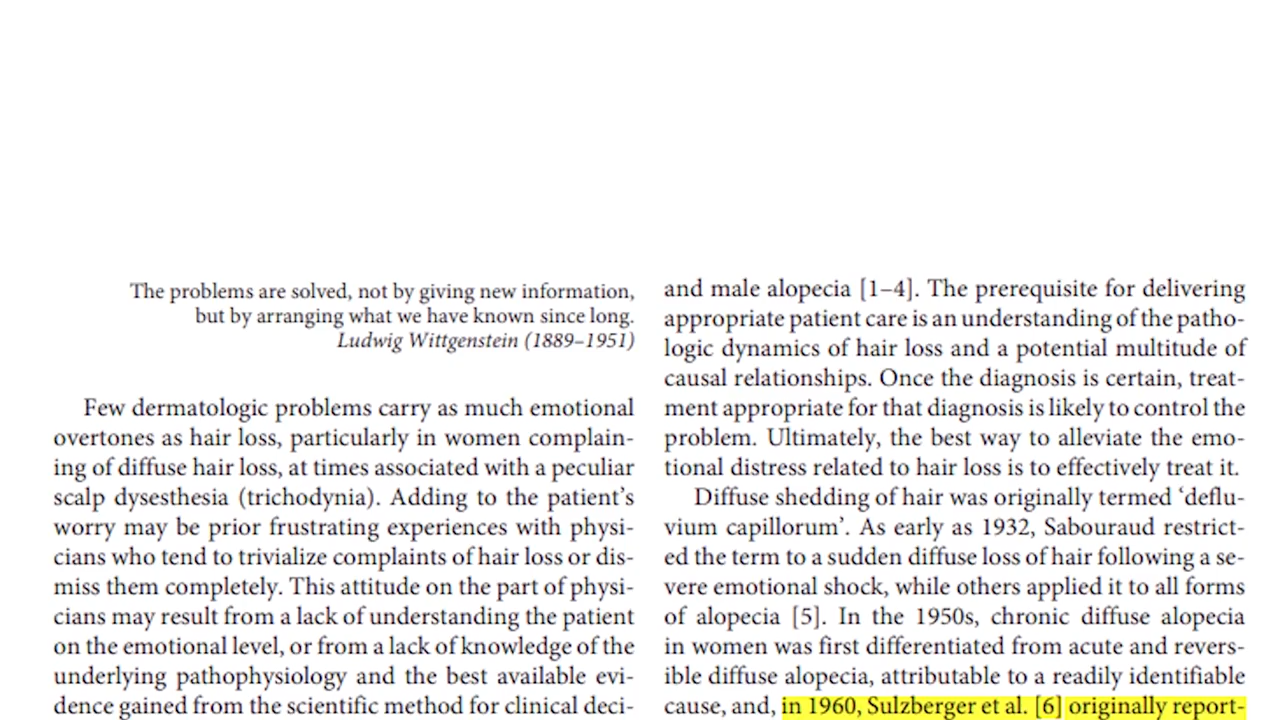 The problems are solved, not by giving new information,
but by arranging what we have known since long.
Ludwig Wittgenstein (1889–1951)
Few dermatologic problems carry as much emotional
overtones as hair loss, particularly in women complain-
ing of diffuse hair loss, at times associated with a peculiar
scalp dysesthesia (trichodynia). Adding to the patient’s
worry may be prior frustrating experiences with physi-
cians who tend to trivialize complaints of hair loss or dis-
miss them completely. This attitude on the part of physi-
cians may result from a lack of understanding the patient
on the emotional level, or from a lack of knowledge of the
underlying pathophysiology and the best available evi-
dence gained from the scientific method for clinical deci-
and male alopecia [1–4]. The prerequisite for delivering
appropriate patient care is an understanding of the patho-
logic dynamics of hair loss and a potential multitude of
causal relationships. Once the diagnosis is certain, treat-
ment appropriate for that diagnosis is likely to control the
problem. Ultimately, the best way to alleviate the emo-
tional distress related to hair loss is to effectively treat it.
Diffuse shedding of hair was originally termed ‘deflu-
vium capillorum’. As early as 1932, Sabouraud restrict-
ed the term to a sudden diffuse loss of hair following a se-
vere emotional shock, while others applied it to all forms
of alopecia [5]. In the 1950s, chronic diffuse alopecia
in women was first differentiated from acute and revers-
ible diffuse alopecia, attributable to a readily identifiable
cause, and, in 1960, Sulzberger et al. [6] originally report-